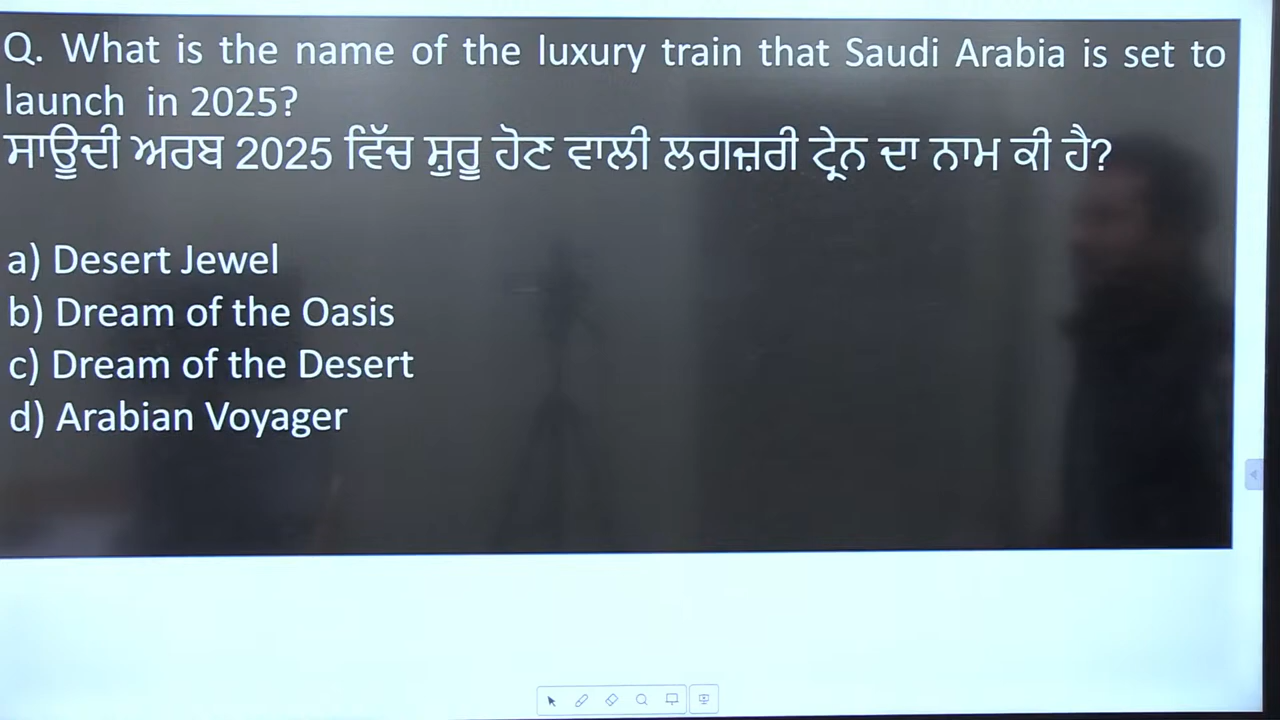 Q. What is the name of the luxury train that Saudi Arabia is set to
launch in 2025?
ਸਾਊਦੀ ਅਰਬ 2025 ਵਿੱਚ ਸ਼ੁਰੂ ਹੋਣ ਵਾਲੀ ਲਗਜ਼ਰੀ ਟ੍ਰੇਨ ਦਾ ਨਾਮ ਕੀ ਹੈ?
a) Desert Jewel
b) Dream of the Oasis
c) Dream of the Desert
d) Arabian Voyager